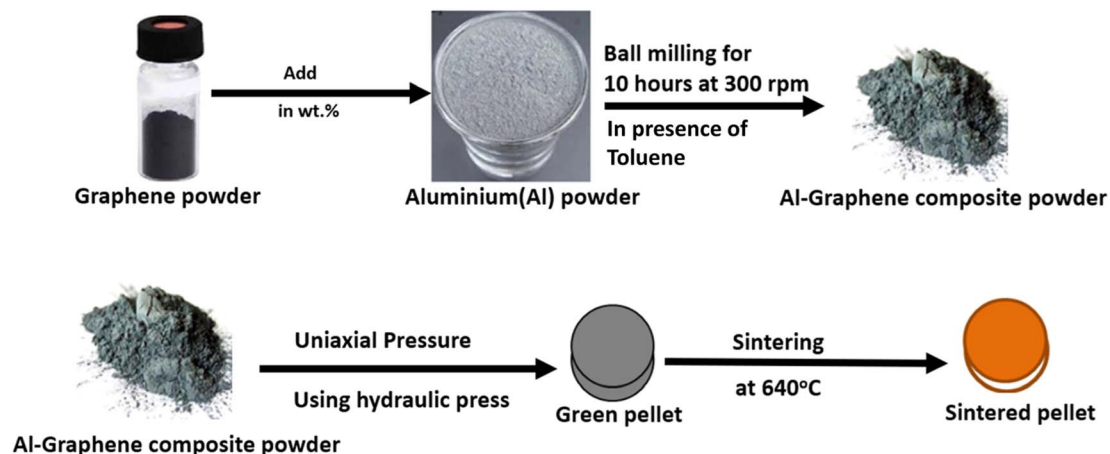 Add
in wt.%
Ball milling for
10 hours at 300 rpm
In presence of
Toluene
Graphene powder
Aluminium(Al) powder
Al-Graphene composite powder
Uniaxial Pressure
Using hydraulic press
Sintering
at 640°C
Green pellet
Sintered pellet
Al-Graphene composite powder